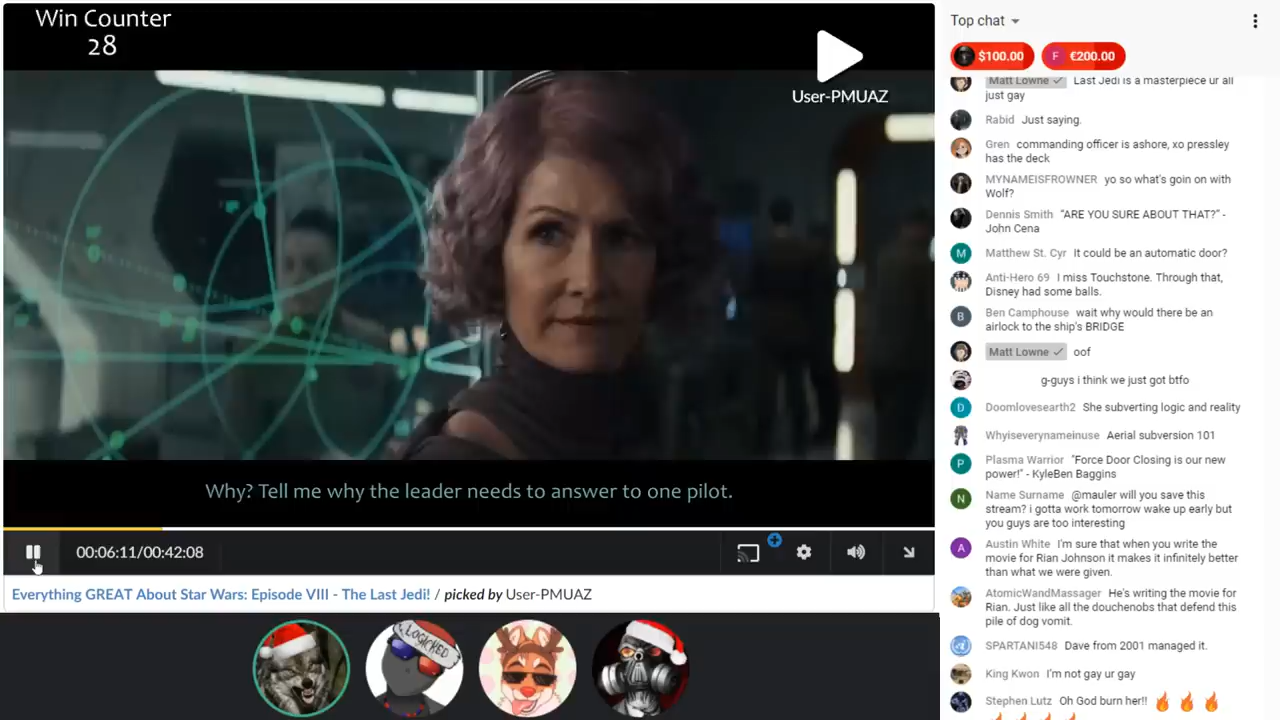 Win Counter
28
User-PMUAZ
Why? Tell me why the leader needs to answer to one pilot.
00:06:11/00:42:08
Everything GREAT About Star Wars: Episode VIII - The Last Jedi! / picked by User-PMUAZ
LOGICKED
Top chat
$100.00
F €200.00
Matt Lowne ✓ Last Jedi is a masterpiece ur all
just gay
Rabid Just saying.
Gren commanding officer is ashore, xo pressley
has the deck
MYNAMEISFROWNER yo so what's goin on with
Wolf?
Dennis Smith "ARE YOU SURE ABOUT THAT?" -
John Cena
M Matthew St. Cyr It could be an automatic door?
Anti-Hero 69 I miss Touchstone. Through that,
Disney had some balls.
B Ben Camphouse wait why would there be an
airlock to the ship's BRIDGE
Matt Lowne ✓ oof
g-guys i think we just got btfo
D Doomlovesearth2 She subverting logic and reality
Whyiseverynameinuse Aerial subversion 101
P Plasma Warrior "Force Door Closing is our new
power!" - KyleBen Baggins
N Name Surname @mauler will you save this
stream? i gotta work tomorrow wake up early but
you guys are too interesting
A Austin White I'm sure that when you write the
movie for Rian Johnson it makes it infinitely better
than what we were given.
AtomicWandMassager He's writing the movie for
Rian. Just like all the douchenobs that defend this
pile of dog vomit.
SPARTANI548 Dave from 2001 managed it.
King Kwon I'm not gay ur gay
Stephen Lutz Oh God burn her!! 🔥 🔥 🔥